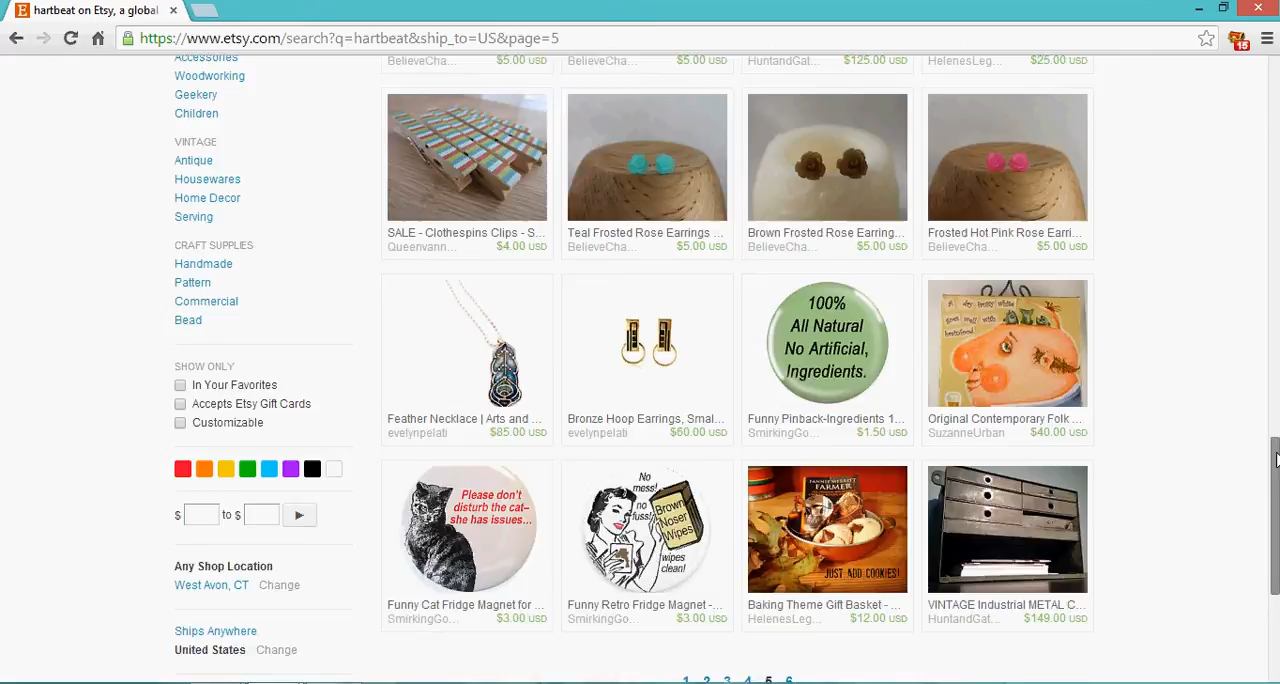 hartbeat on Etsy, a global
https://www.etsy.com/search?q=hartbeat&ship_to=US&page=5
15
Accessories
Woodworking
Geekery
Children
VINTAGE
Antique
Housewares
Home Decor
Serving
CRAFT SUPPLIES
Handmade
Pattern
Commercial
Bead
SHOW ONLY
In Your Favorites
Accepts Etsy Gift Cards
Customizable
$ to $
Any Shop Location
West Avon, CT Change
Ships Anywhere
United States Change
BelieveCha... $5.00 USD
BelieveCha... $5.00 USD
HuntandGat... $125.00 USD
HelenesLeg... $25.00 USD
SALE - Clothespins Clips - S...
Queenvann... $4.00 USD
Teal Frosted Rose Earrings ...
BelieveCha... $5.00 USD
Brown Frosted Rose Earring...
BelieveCha... $5.00 USD
Frosted Hot Pink Rose Earri...
BelieveCha... $5.00 USD
Feather Necklace | Arts and ...
evelynpelati $85.00 USD
Bronze Hoop Earrings, Smal...
evelynpelati $60.00 USD
100%
All Natural
No Artificial,
Ingredients.
Funny Pinback-Ingredients 1...
SmirkingGo... $1.50 USD
Original Contemporary Folk ...
SuzanneUrban $40.00 USD
Please don't
disturb the cat–
she has issues...
Funny Cat Fridge Magnet for ...
SmirkingGo... $3.00 USD
No
mess!
no
fuss!
Brown
Noser
Wipes
wipes
clean!
Funny Retro Fridge Magnet -...
SmirkingGo... $3.00 USD
FANNIE MERRITT
FARMER
JUST ADD COOKIES!
Baking Theme Gift Basket - ...
HelenesLeg... $12.00 USD
VINTAGE Industrial METAL C...
HuntandGat... $149.00 USD
1 2 3 4 5 6